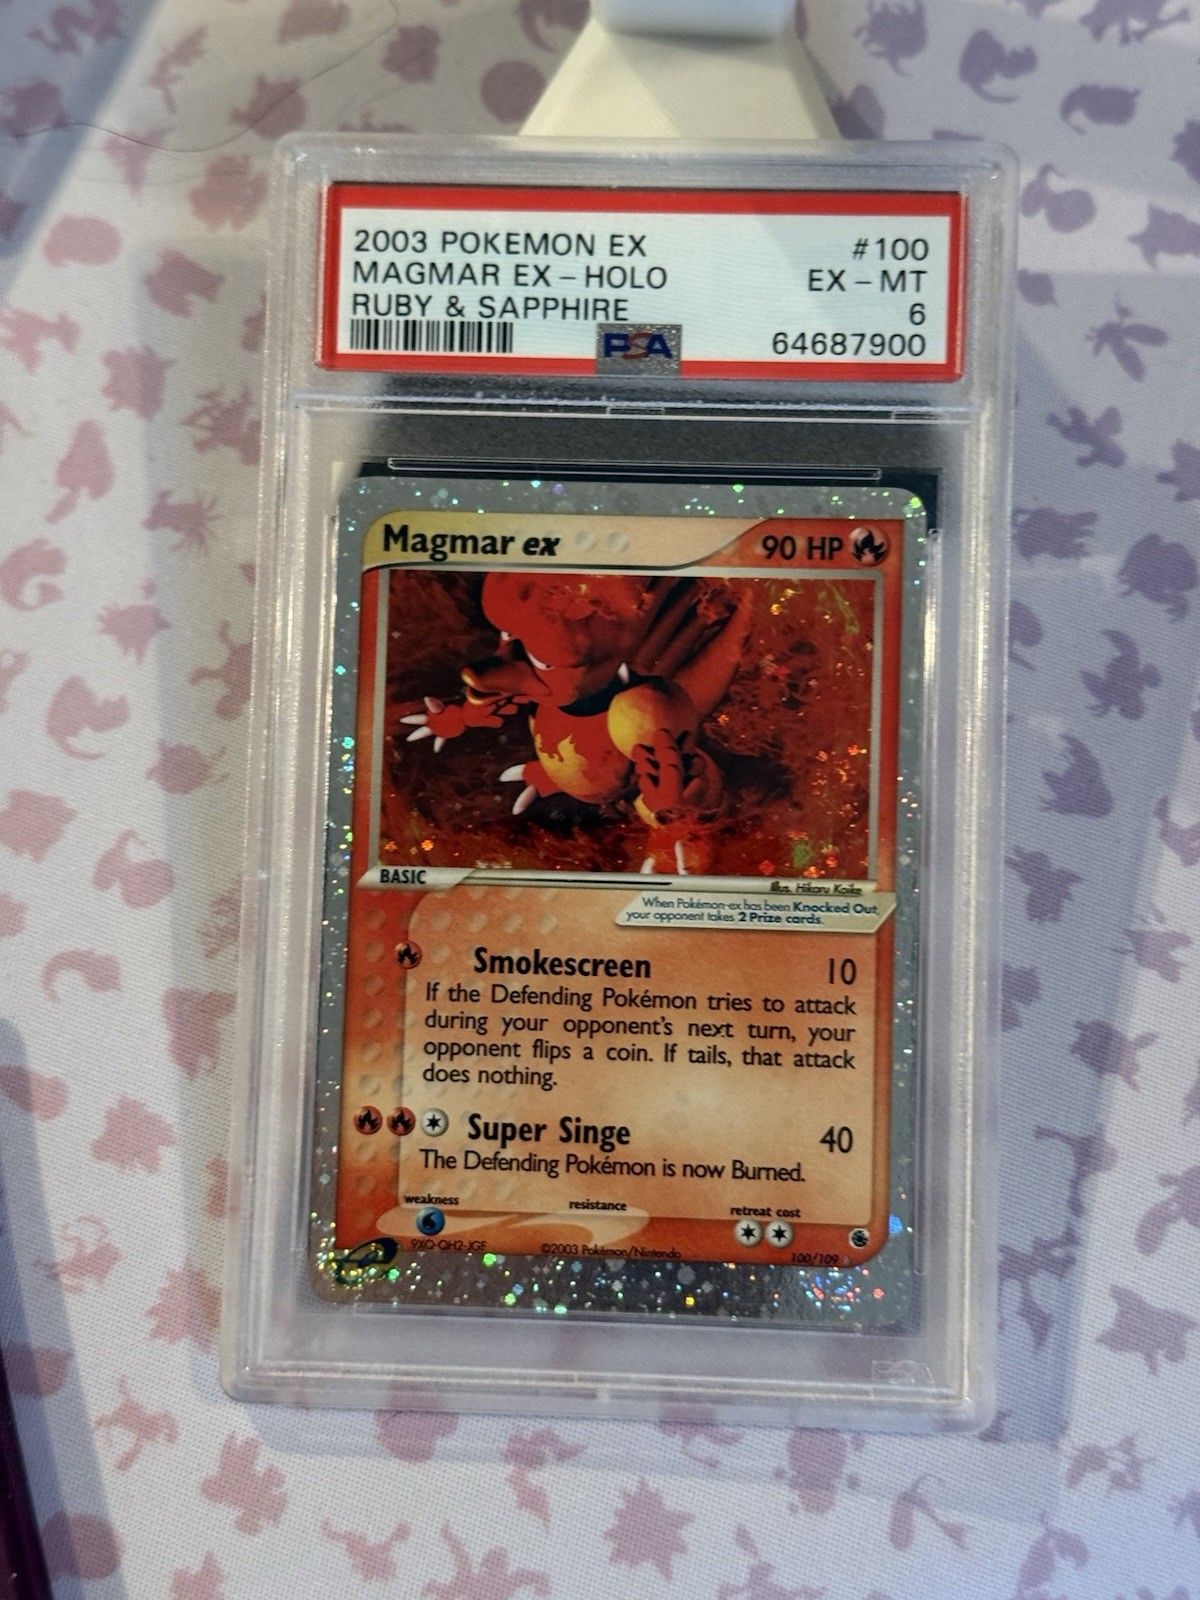 2003 POKEMON EX #100
MAGMAR EX - HOLO EX - MT
RUBY & SAPPHIRE 6
PSA 64687900
Magmar ex 90 HP
BASIC
Illus. Hikaru Koike
When Pokémon-ex has been Knocked Out,
your opponent takes 2 Prize cards.
Smokescreen 10
If the Defending Pokémon tries to attack
during your opponent's next turn, your
opponent flips a coin. If tails, that attack
does nothing.
Super Singe 40
The Defending Pokémon is now Burned.
weakness resistance retreat cost
9XQ-QH2-JGF ©2003 Pokémon/Nintendo 100/109